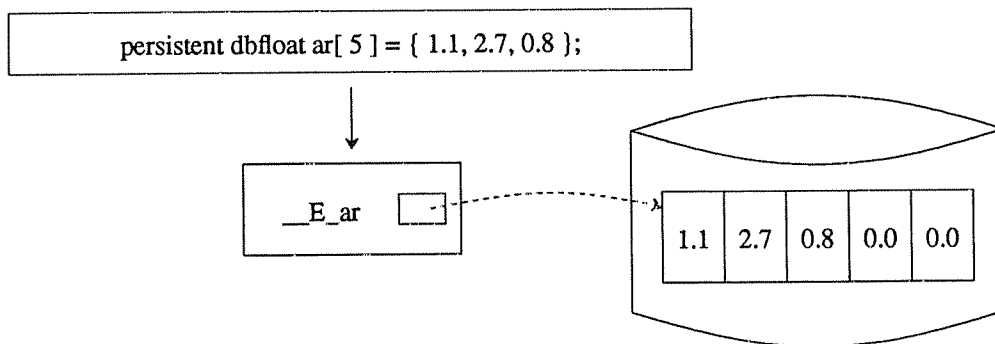 persistent dbfloat ar[ 5 ] = { 1.1, 2.7, 0.8 };
__E_ar
1.1 2.7 0.8 0.0 0.0